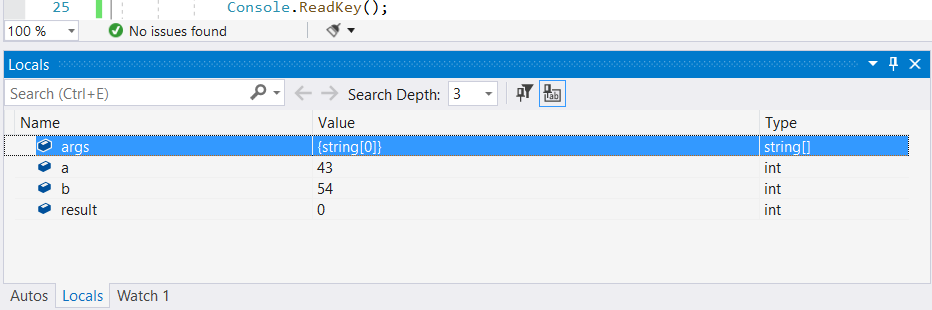 25 Console.ReadKey();
100 % No issues found
Locals
Search (Ctrl+E) Search Depth: 3
Name Value Type
args {string[0]} string[]
a 43 int
b 54 int
result 0 int
Autos Locals Watch 1